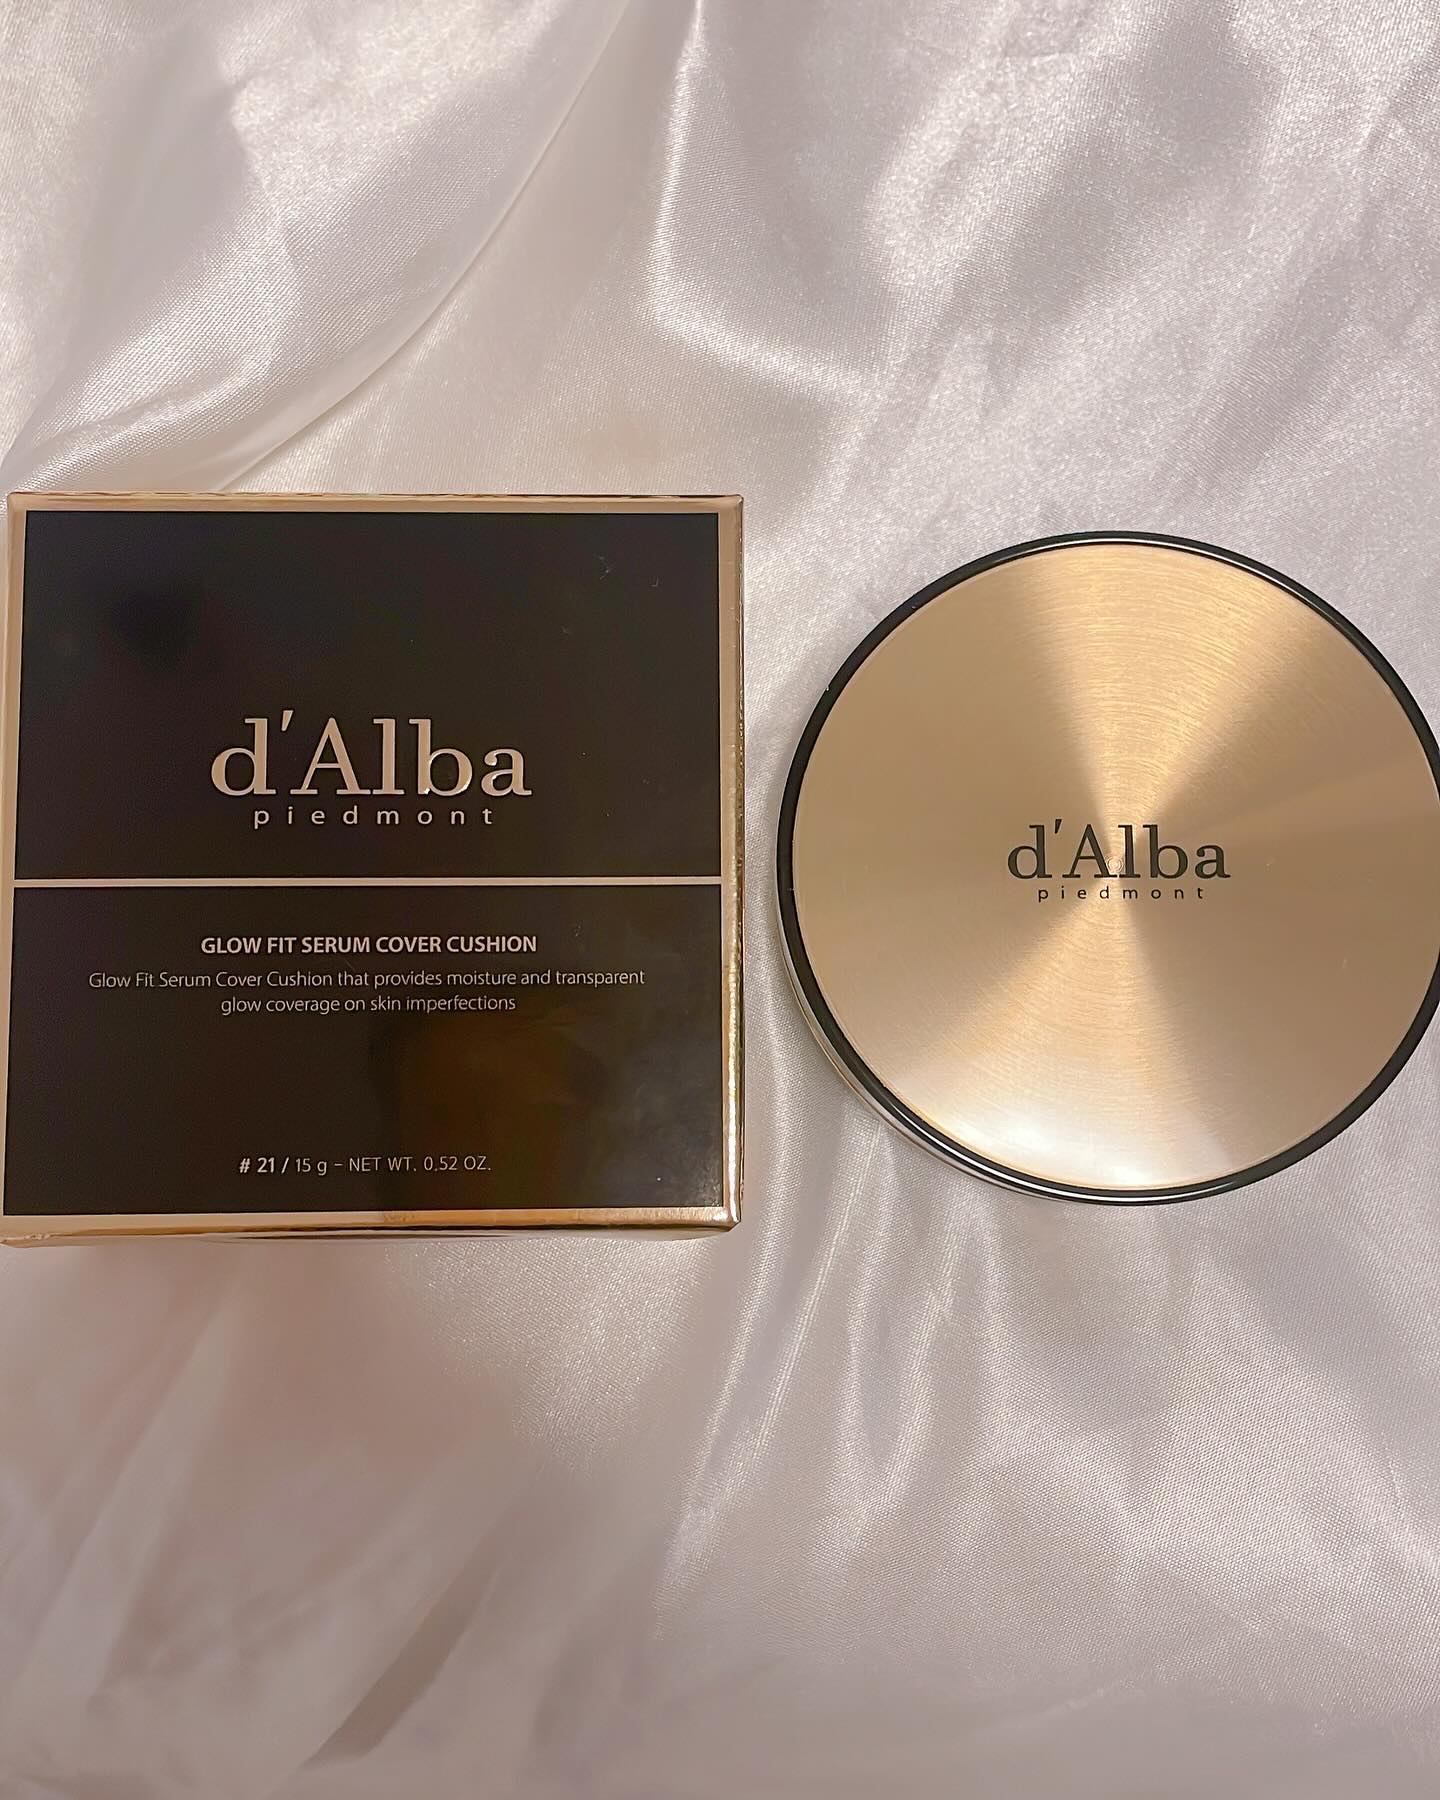 d'Alba
piedmont
GLOW FIT SERUM COVER CUSHION
Glow Fit Serum Cover Cushion that provides moisture and transparent
glow coverage on skin imperfections
# 21 / 15 g - NET WT. 0.52 OZ.
d'Alba
piedmont